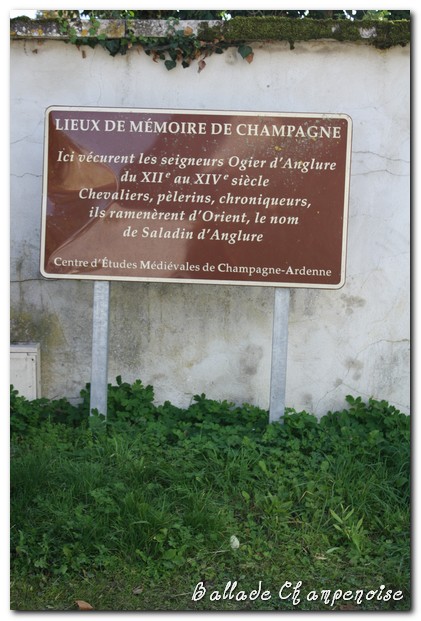 LIEUX DE MÉMOIRE DE CHAMPAGNE
Ici vécurent les seigneurs Ogier d'Anglure
du XIIe au XIVe siècle
Chevaliers, pèlerins, chroniqueurs,
ils ramenèrent d'Orient, le nom
de Saladin d'Anglure
Centre d'Études Médiévales de Champagne-Ardenne
Ballade Champenoise